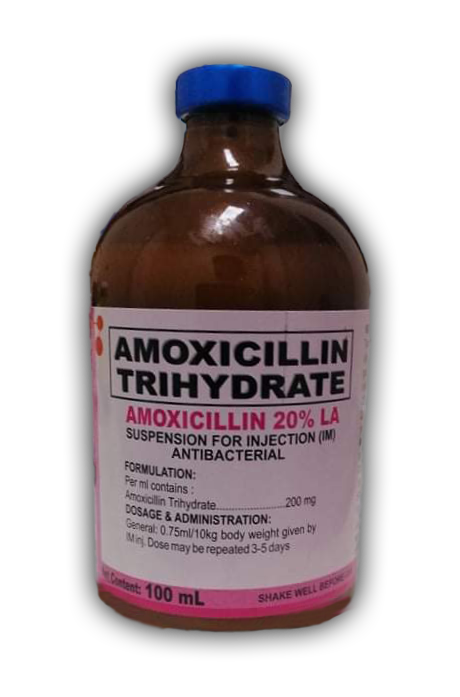 AMOXICILLIN
TRIHYDRATE
AMOXICILLIN 20% LA
SUSPENSION FOR INJECTION (IM)
ANTIBACTERIAL
FORMULATION:
Per ml contains :
Amoxicillin Trihydrate.......................200 mg
DOSAGE & ADMINISTRATION:
General: 0.75ml/10kg body weight given by
IM inj. Dose may be repeated 3-5 days
Content: 100 mL
SHAKE WELL BEFORE